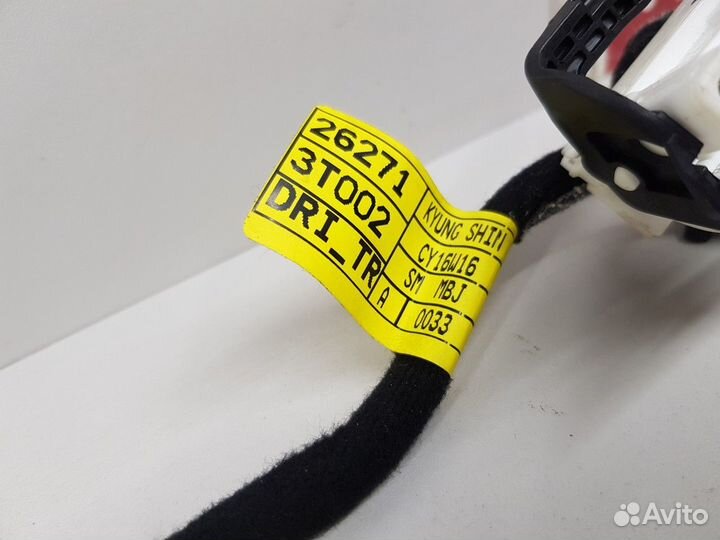 26271
3T002
DRI_TR
A
KYUNG SHIN
CY16W16
SM MBJ
0033
Avito